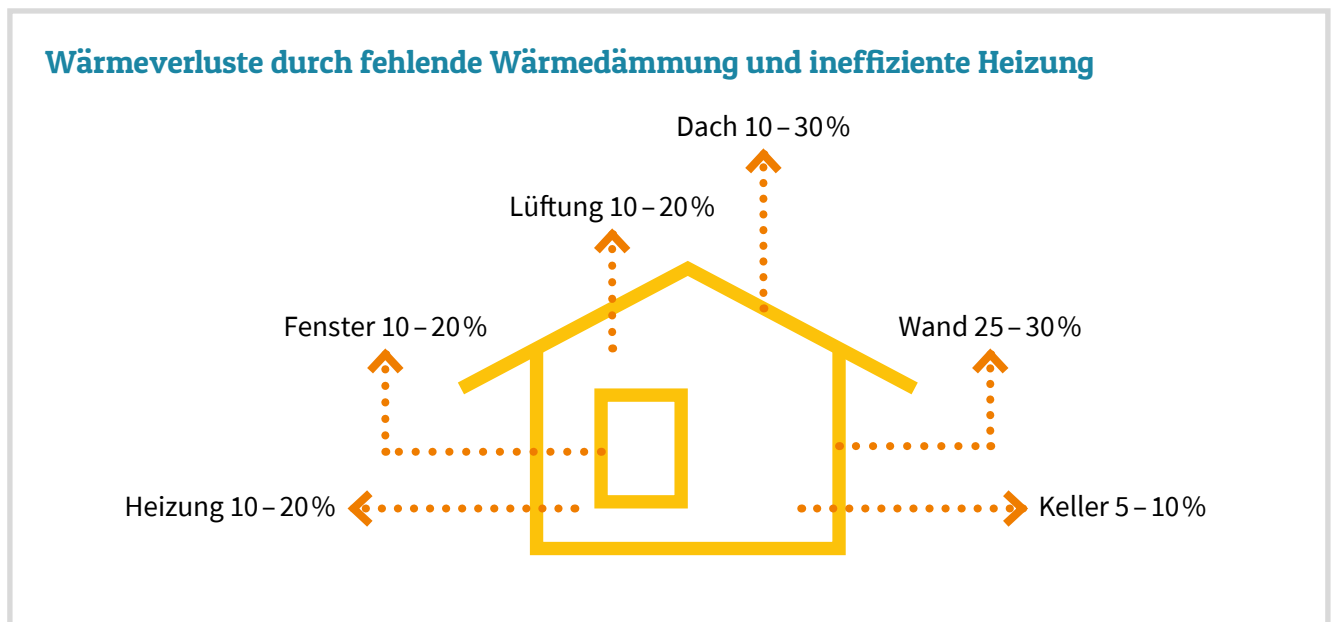 Wärmeverluste durch fehlende Wärmedämmung und ineffiziente Heizung
Dach 10 – 30 %
Lüftung 10 – 20 %
Fenster 10 – 20 %
Wand 25 – 30 %
Heizung 10 – 20 %
Keller 5 – 10 %